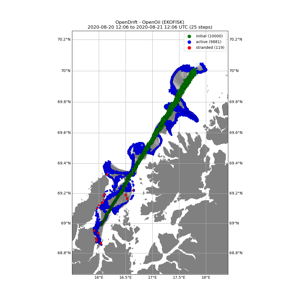 OpenDrift - OpenOil (EKOFISK)
2020-08-20 12:06 to 2020-08-21 12:06 UTC (25 steps)
initial (10000)
active (9881)
stranded (119)
70.2°N 70.2°N
70°N 70°N
69.8°N 69.8°N
69.6°N 69.6°N
69.4°N 69.4°N
69.2°N 69.2°N
69°N 69°N
68.8°N 68.8°N
16°E 16.5°E 17°E 17.5°E 18°E